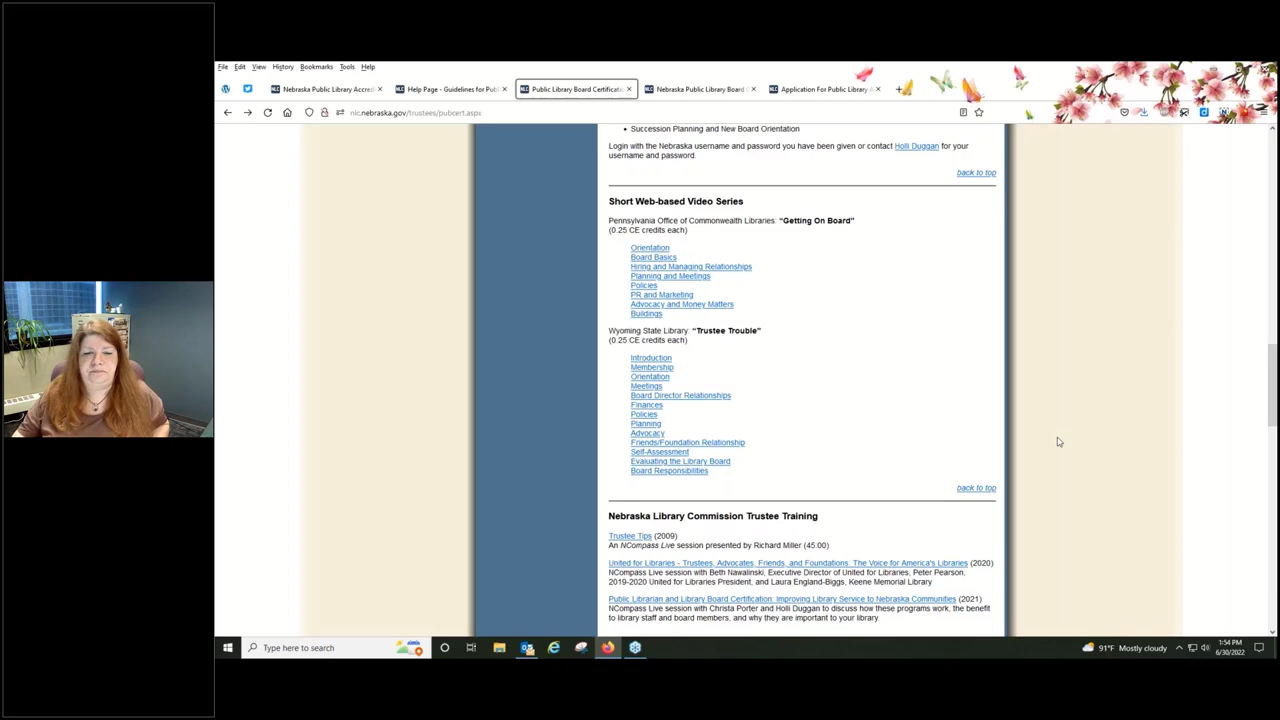 File Edit View History Bookmarks Tools Help
Nebraska Public Library Accred
Help Page - Guidelines for Publ
Public Library Board Certificatio
Nebraska Public Library Board C
Application For Public Library A
nlc.nebraska.gov/trustees/pubcert.aspx
• Succession Planning and New Board Orientation
Login with the Nebraska username and password you have been given or contact Holli Duggan for your
username and password.
back to top
Short Web-based Video Series
Pennsylvania Office of Commonwealth Libraries: "Getting On Board"
(0.25 CE credits each)
Orientation
Board Basics
Hiring and Managing Relationships
Planning and Meetings
Policies
PR and Marketing
Advocacy and Money Matters
Buildings
Wyoming State Library: "Trustee Trouble"
(0.25 CE credits each)
Introduction
Membership
Orientation
Meetings
Board Director Relationships
Finances
Policies
Planning
Advocacy
Friends/Foundation Relationship
Self-Assessment
Evaluating the Library Board
Board Responsibilities
back to top
Nebraska Library Commission Trustee Training
Trustee Tips (2009)
An NCompass Live session presented by Richard Miller (45:00)
United for Libraries - Trustees, Advocates, Friends, and Foundations: The Voice for America's Libraries (2020)
NCompass Live session with Beth Nawalinski, Executive Director of United for Libraries, Peter Pearson,
2019-2020 United for Libraries President, and Laura England-Biggs, Keene Memorial Library
Public Librarian and Library Board Certification: Improving Library Service to Nebraska Communities (2021)
NCompass Live session with Christa Porter and Holli Duggan to discuss how these programs work, the benefit
to library staff and board members, and why they are important to your library.
Type here to search
91°F Mostly cloudy
1:54 PM
6/30/2022